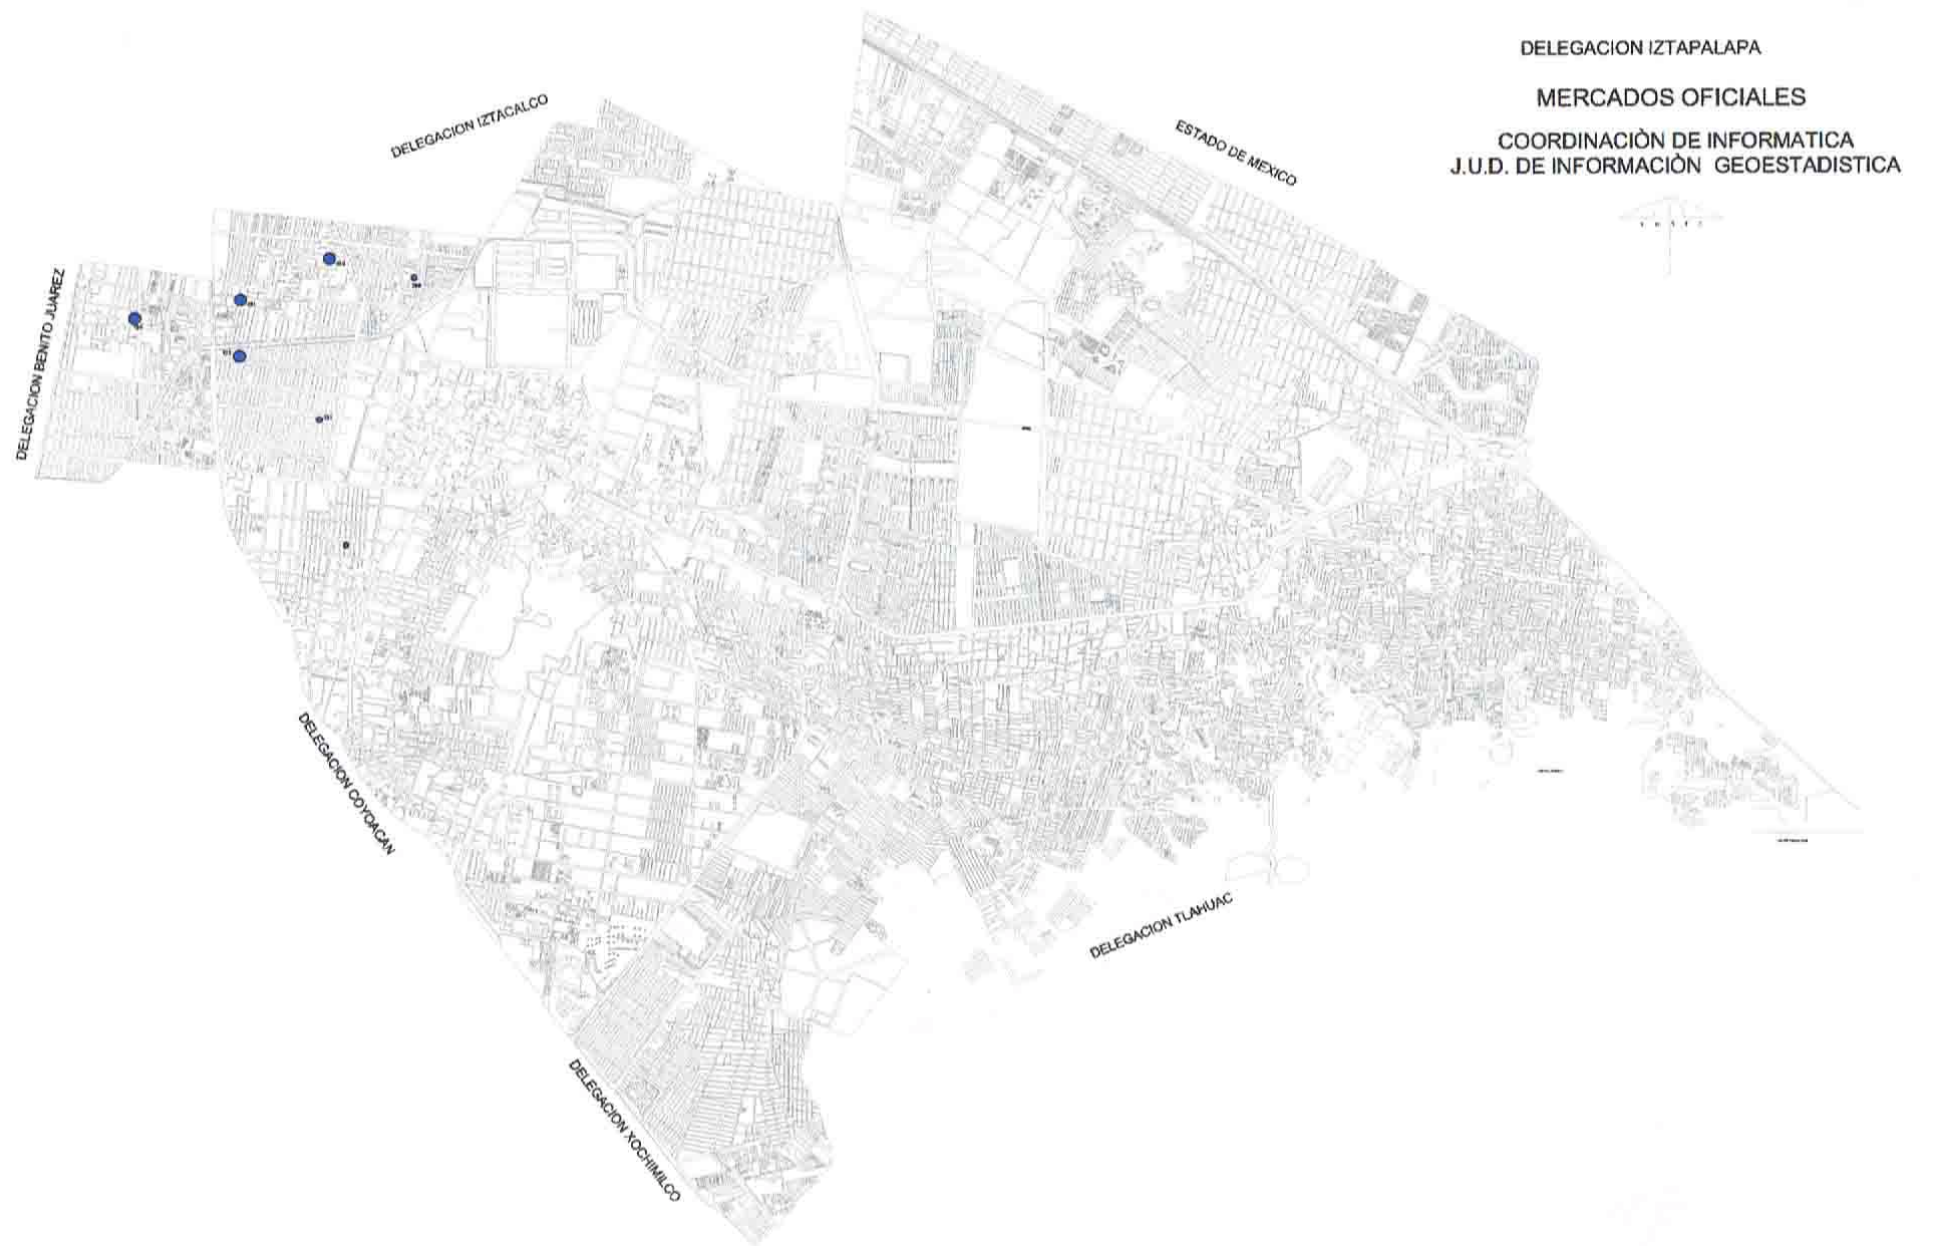 DELEGACION IZTAPALAPA
MERCADOS OFICIALES
COORDINACIÒN DE INFORMATICA
J.U.D. DE INFORMACIÒN GEOESTADISTICA
DELEGACION IZTACALCO
ESTADO DE MEXICO
DELEGACION BENITO JUAREZ
DELEGACION COYOACAN
DELEGACION TLAHUAC
DELEGACION XOCHIMILCO